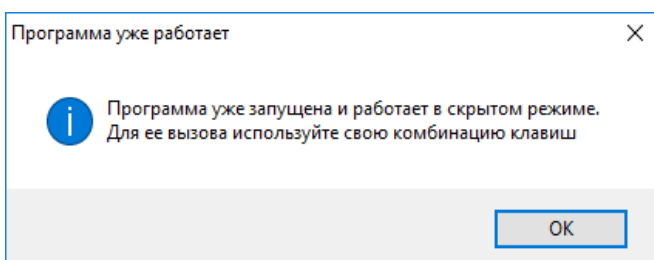 Программа уже работает
Программа уже запущена и работает в скрытом режиме.
Для ее вызова используйте свою комбинацию клавиш
OK